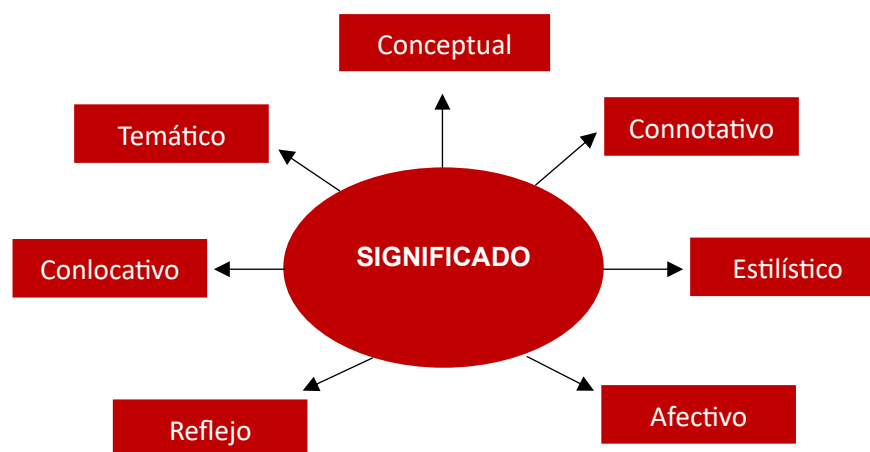 Conceptual
Temático
Connotativo
SIGNIFICADO
Conlocativo
Estilístico
Reflejo
Afectivo